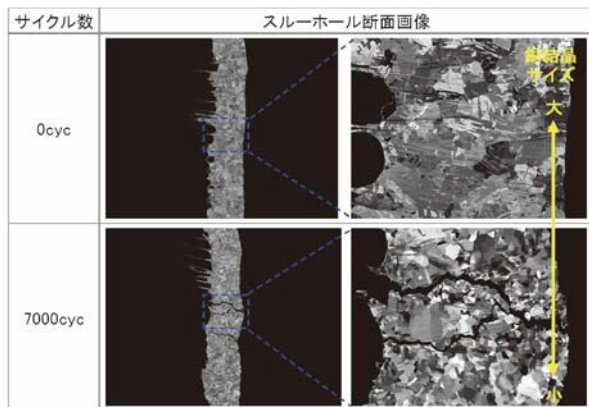 サイクル数
スルーホール断面画像
0cyc
銅結晶
サイズ
大
7000cyc
小